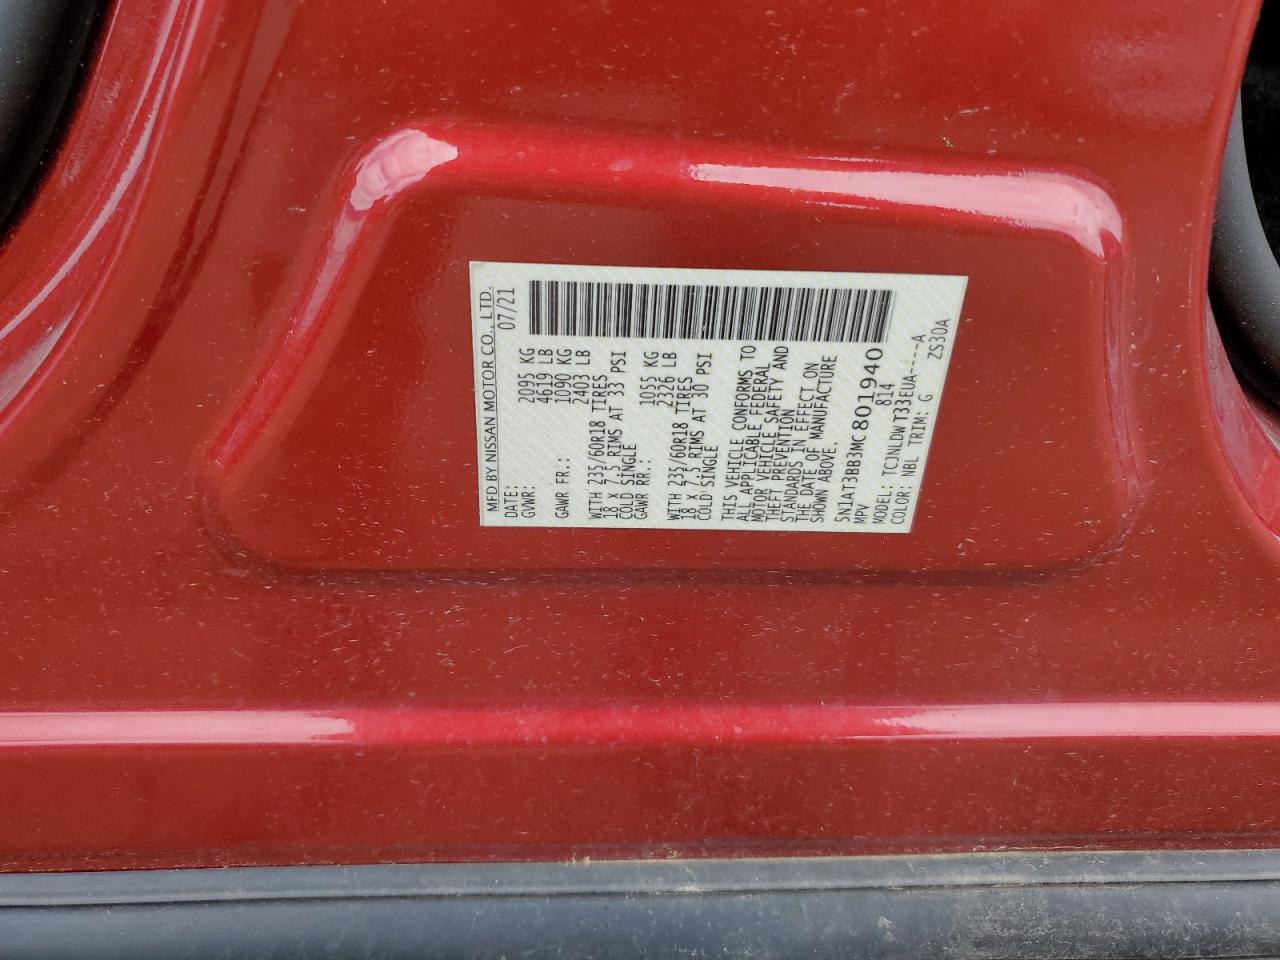 MFD BY NISSAN MOTOR CO., LTD.
DATE: 07/21
GVWR: 2095 KG
4619 LB
GAWR FR.: 1090 KG
2403 LB
WITH 235/60R18 TIRES
18 x 7.5 RIMS AT 33 PSI
COLD SINGLE
GAWR RR.: 1055 KG
2326 LB
WITH 235/60R18 TIRES
18 x 7.5 RIMS AT 30 PSI
COLD SINGLE
THIS VEHICLE CONFORMS TO
ALL APPLICABLE FEDERAL
MOTOR VEHICLE SAFETY AND
THEFT PREVENTION
STANDARDS IN EFFECT ON
THE DATE OF MANUFACTURE
SHOWN ABOVE.
5N1AT3BB3MC801940
MPV 814
MODEL: TCJNLDWT33EUA----A
COLOR: NBL TRIM: G ZS30A